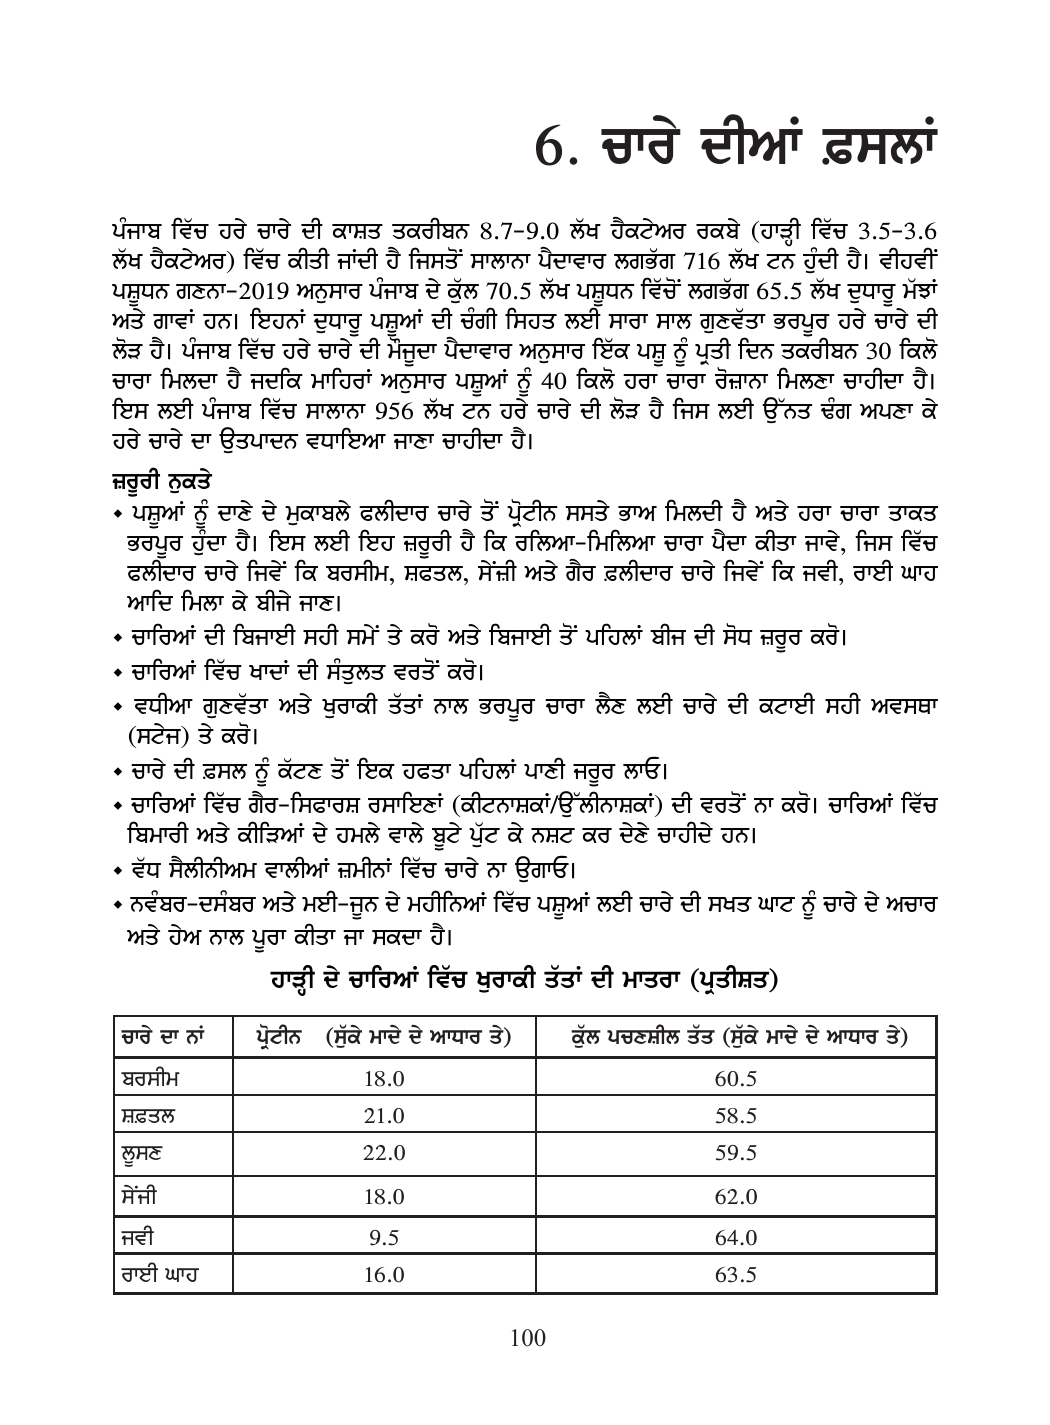 6. ਚਾਰੇ ਦੀਆਂ ਫ਼ਸਲਾਂ
ਪੰਜਾਬ ਵਿੱਚ ਹਰੇ ਚਾਰੇ ਦੀ ਕਾਸ਼ਤ ਤਕਰੀਬਨ 8.7-9.0 ਲੱਖ ਹੈਕਟੇਅਰ ਰਕਬੇ (ਹਾੜ੍ਹੀ ਵਿੱਚ 3.5-3.6
ਲੱਖ ਹੈਕਟੇਅਰ) ਵਿੱਚ ਕੀਤੀ ਜਾਂਦੀ ਹੈ ਜਿਸਤੋਂ ਸਾਲਾਨਾ ਪੈਦਾਵਾਰ ਲਗਭੱਗ 716 ਲੱਖ ਟਨ ਹੁੰਦੀ ਹੈ। ਵੀਹਵੀਂ
ਪਸ਼ੂਧਨ ਗਣਨਾ-2019 ਅਨੁਸਾਰ ਪੰਜਾਬ ਦੇ ਕੁੱਲ 70.5 ਲੱਖ ਪਸ਼ੂਧਨ ਵਿੱਚੋਂ ਲਗਭੱਗ 65.5 ਲੱਖ ਦੁਧਾਰੂ ਮੱਝਾਂ
ਅਤੇ ਗਾਵਾਂ ਹਨ। ਇਹਨਾਂ ਦੁਧਾਰੂ ਪਸ਼ੂਆਂ ਦੀ ਚੰਗੀ ਸਿਹਤ ਲਈ ਸਾਰਾ ਸਾਲ ਗੁਣਵੱਤਾ ਭਰਪੂਰ ਹਰੇ ਚਾਰੇ ਦੀ
ਲੋੜ ਹੈ। ਪੰਜਾਬ ਵਿੱਚ ਹਰੇ ਚਾਰੇ ਦੀ ਮੌਜੂਦਾ ਪੈਦਾਵਾਰ ਅਨੁਸਾਰ ਇੱਕ ਪਸ਼ੂ ਨੂੰ ਪ੍ਰਤੀ ਦਿਨ ਤਕਰੀਬਨ 30 ਕਿਲੋ
ਚਾਰਾ ਮਿਲਦਾ ਹੈ ਜਦਕਿ ਮਾਹਿਰਾਂ ਅਨੁਸਾਰ ਪਸ਼ੂਆਂ ਨੂੰ 40 ਕਿਲੋ ਹਰਾ ਚਾਰਾ ਰੋਜ਼ਾਨਾ ਮਿਲਣਾ ਚਾਹੀਦਾ ਹੈ।
ਇਸ ਲਈ ਪੰਜਾਬ ਵਿੱਚ ਸਾਲਾਨਾ 956 ਲੱਖ ਟਨ ਹਰੇ ਚਾਰੇ ਦੀ ਲੋੜ ਹੈ ਜਿਸ ਲਈ ਉੱਨਤ ਢੰਗ ਅਪਣਾ ਕੇ
ਹਰੇ ਚਾਰੇ ਦਾ ਉਤਪਾਦਨ ਵਧਾਇਆ ਜਾਣਾ ਚਾਹੀਦਾ ਹੈ।
ਜ਼ਰੂਰੀ ਨੁਕਤੇ
◆ ਪਸ਼ੂਆਂ ਨੂੰ ਦਾਣੇ ਦੇ ਮੁਕਾਬਲੇ ਫਲੀਦਾਰ ਚਾਰੇ ਤੋਂ ਪ੍ਰੋਟੀਨ ਸਸਤੇ ਭਾਅ ਮਿਲਦੀ ਹੈ ਅਤੇ ਹਰਾ ਚਾਰਾ ਤਾਕਤ
ਭਰਪੂਰ ਹੁੰਦਾ ਹੈ। ਇਸ ਲਈ ਇਹ ਜ਼ਰੂਰੀ ਹੈ ਕਿ ਰਲਿਆ-ਮਿਲਿਆ ਚਾਰਾ ਪੈਦਾ ਕੀਤਾ ਜਾਵੇ, ਜਿਸ ਵਿੱਚ
ਫਲੀਦਾਰ ਚਾਰੇ ਜਿਵੇਂ ਕਿ ਬਰਸੀਮ, ਸ਼ਫਤਲ, ਸੇਂਜ਼ੀ ਅਤੇ ਗੈਰ ਫ਼ਲੀਦਾਰ ਚਾਰੇ ਜਿਵੇਂ ਕਿ ਜਵੀ, ਰਾਈ ਘਾਹ
ਆਦਿ ਮਿਲਾ ਕੇ ਬੀਜੇ ਜਾਣ।
◆ ਚਾਰਿਆਂ ਦੀ ਬਿਜਾਈ ਸਹੀ ਸਮੇਂ ਤੇ ਕਰੋ ਅਤੇ ਬਿਜਾਈ ਤੋਂ ਪਹਿਲਾਂ ਬੀਜ ਦੀ ਸੋਧ ਜ਼ਰੂਰ ਕਰੋ।
◆ ਚਾਰਿਆਂ ਵਿੱਚ ਖਾਦਾਂ ਦੀ ਸੰਤੁਲਤ ਵਰਤੋਂ ਕਰੋ।
◆ ਵਧੀਆ ਗੁਣਵੱਤਾ ਅਤੇ ਖੁਰਾਕੀ ਤੱਤਾਂ ਨਾਲ ਭਰਪੂਰ ਚਾਰਾ ਲੈਣ ਲਈ ਚਾਰੇ ਦੀ ਕਟਾਈ ਸਹੀ ਅਵਸਥਾ
(ਸਟੇਜ) ਤੇ ਕਰੋ।
◆ ਚਾਰੇ ਦੀ ਫ਼ਸਲ ਨੂੰ ਕੱਟਣ ਤੋਂ ਇਕ ਹਫਤਾ ਪਹਿਲਾਂ ਪਾਣੀ ਜਰੂਰ ਲਾਓ।
◆ ਚਾਰਿਆਂ ਵਿੱਚ ਗੈਰ-ਸਿਫਾਰਸ਼ ਰਸਾਇਣਾਂ (ਕੀਟਨਾਸ਼ਕਾਂ/ਉੱਲੀਨਾਸ਼ਕਾਂ) ਦੀ ਵਰਤੋਂ ਨਾ ਕਰੋ। ਚਾਰਿਆਂ ਵਿੱਚ
ਬਿਮਾਰੀ ਅਤੇ ਕੀੜਿਆਂ ਦੇ ਹਮਲੇ ਵਾਲੇ ਬੂਟੇ ਪੁੱਟ ਕੇ ਨਸ਼ਟ ਕਰ ਦੇਣੇ ਚਾਹੀਦੇ ਹਨ।
◆ ਵੱਧ ਸੈਲੀਨੀਅਮ ਵਾਲੀਆਂ ਜ਼ਮੀਨਾਂ ਵਿੱਚ ਚਾਰੇ ਨਾ ਉਗਾਓ।
◆ ਨਵੰਬਰ-ਦਸੰਬਰ ਅਤੇ ਮਈ-ਜੂਨ ਦੇ ਮਹੀਨਿਆਂ ਵਿੱਚ ਪਸ਼ੂਆਂ ਲਈ ਚਾਰੇ ਦੀ ਸਖਤ ਘਾਟ ਨੂੰ ਚਾਰੇ ਦੇ ਅਚਾਰ
ਅਤੇ ਹੇਅ ਨਾਲ ਪੂਰਾ ਕੀਤਾ ਜਾ ਸਕਦਾ ਹੈ।
ਹਾੜ੍ਹੀ ਦੇ ਚਾਰਿਆਂ ਵਿੱਚ ਖੁਰਾਕੀ ਤੱਤਾਂ ਦੀ ਮਾਤਰਾ (ਪ੍ਰਤੀਸ਼ਤ)
ਚਾਰੇ ਦਾ ਨਾਂ ਪ੍ਰੋਟੀਨ (ਸੁੱਕੇ ਮਾਦੇ ਦੇ ਆਧਾਰ ਤੇ) ਕੁੱਲ ਪਚਣਸ਼ੀਲ ਤੱਤ (ਸੁੱਕੇ ਮਾਦੇ ਦੇ ਆਧਾਰ ਤੇ)
ਬਰਸੀਮ 18.0 60.5
ਸ਼ਫ਼ਤਲ 21.0 58.5
ਲੂਸਣ 22.0 59.5
ਸੇਂਜੀ 18.0 62.0
ਜਵੀ 9.5 64.0
ਰਾਈ ਘਾਹ 16.0 63.5
100